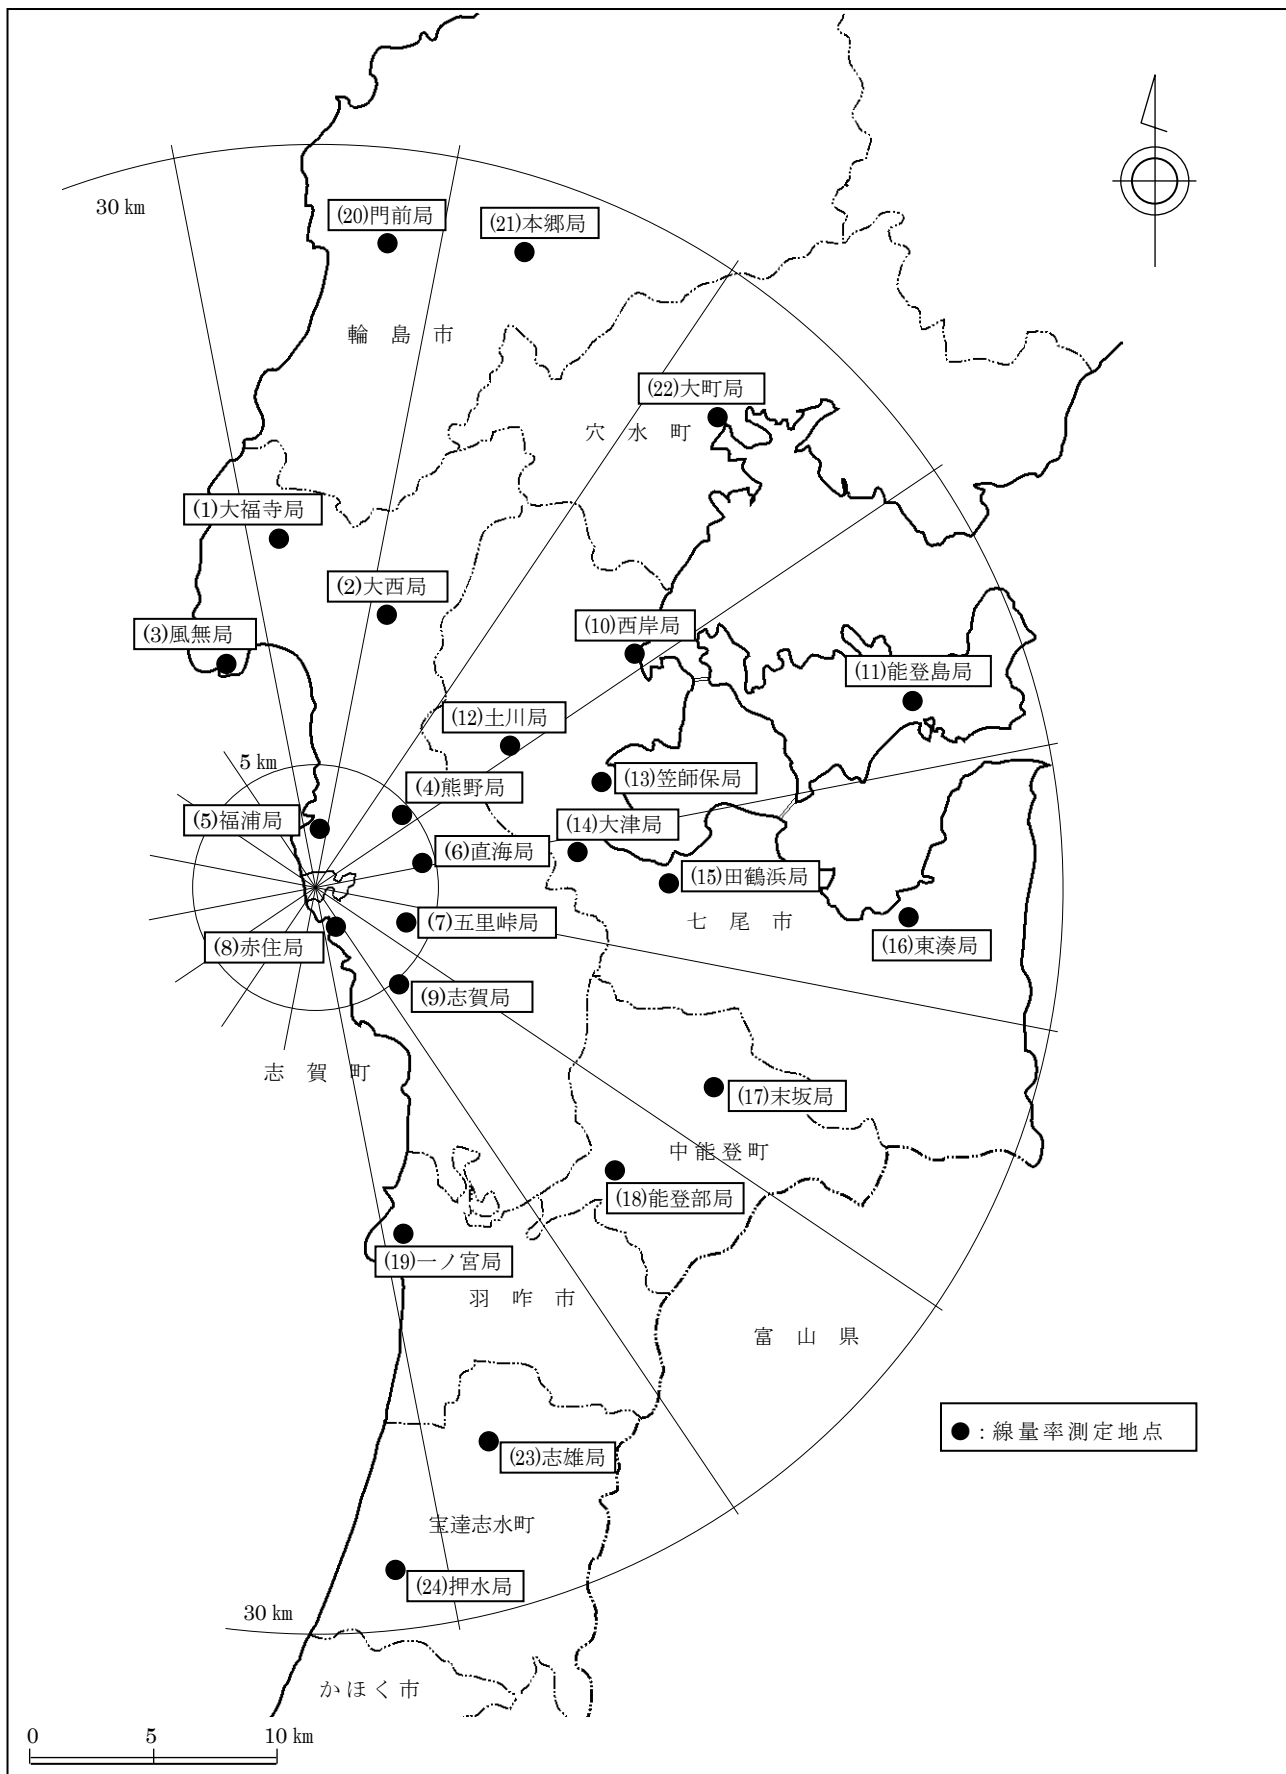 30 km
(20)門前局
(21)本郷局
輪島市
(22)大町局
穴水町
(1)大福寺局
(2)大西局
(3)風無局
(10)西岸局
(11)能登島局
(12)土川局
5 km
(4)熊野局
(13)笠師保局
(5)福浦局
(14)大津局
(6)直海局
(15)田鶴浜局
(7)五里峠局
七尾市
(8)赤住局
(16)東湊局
(9)志賀局
志賀町
(17)末坂局
中能登町
(18)能登部局
(19)一ノ宮局
羽咋市
富山県
●:線量率測定地点
(23)志雄局
宝達志水町
(24)押水局
30 km
かほく市
0 5 10 km